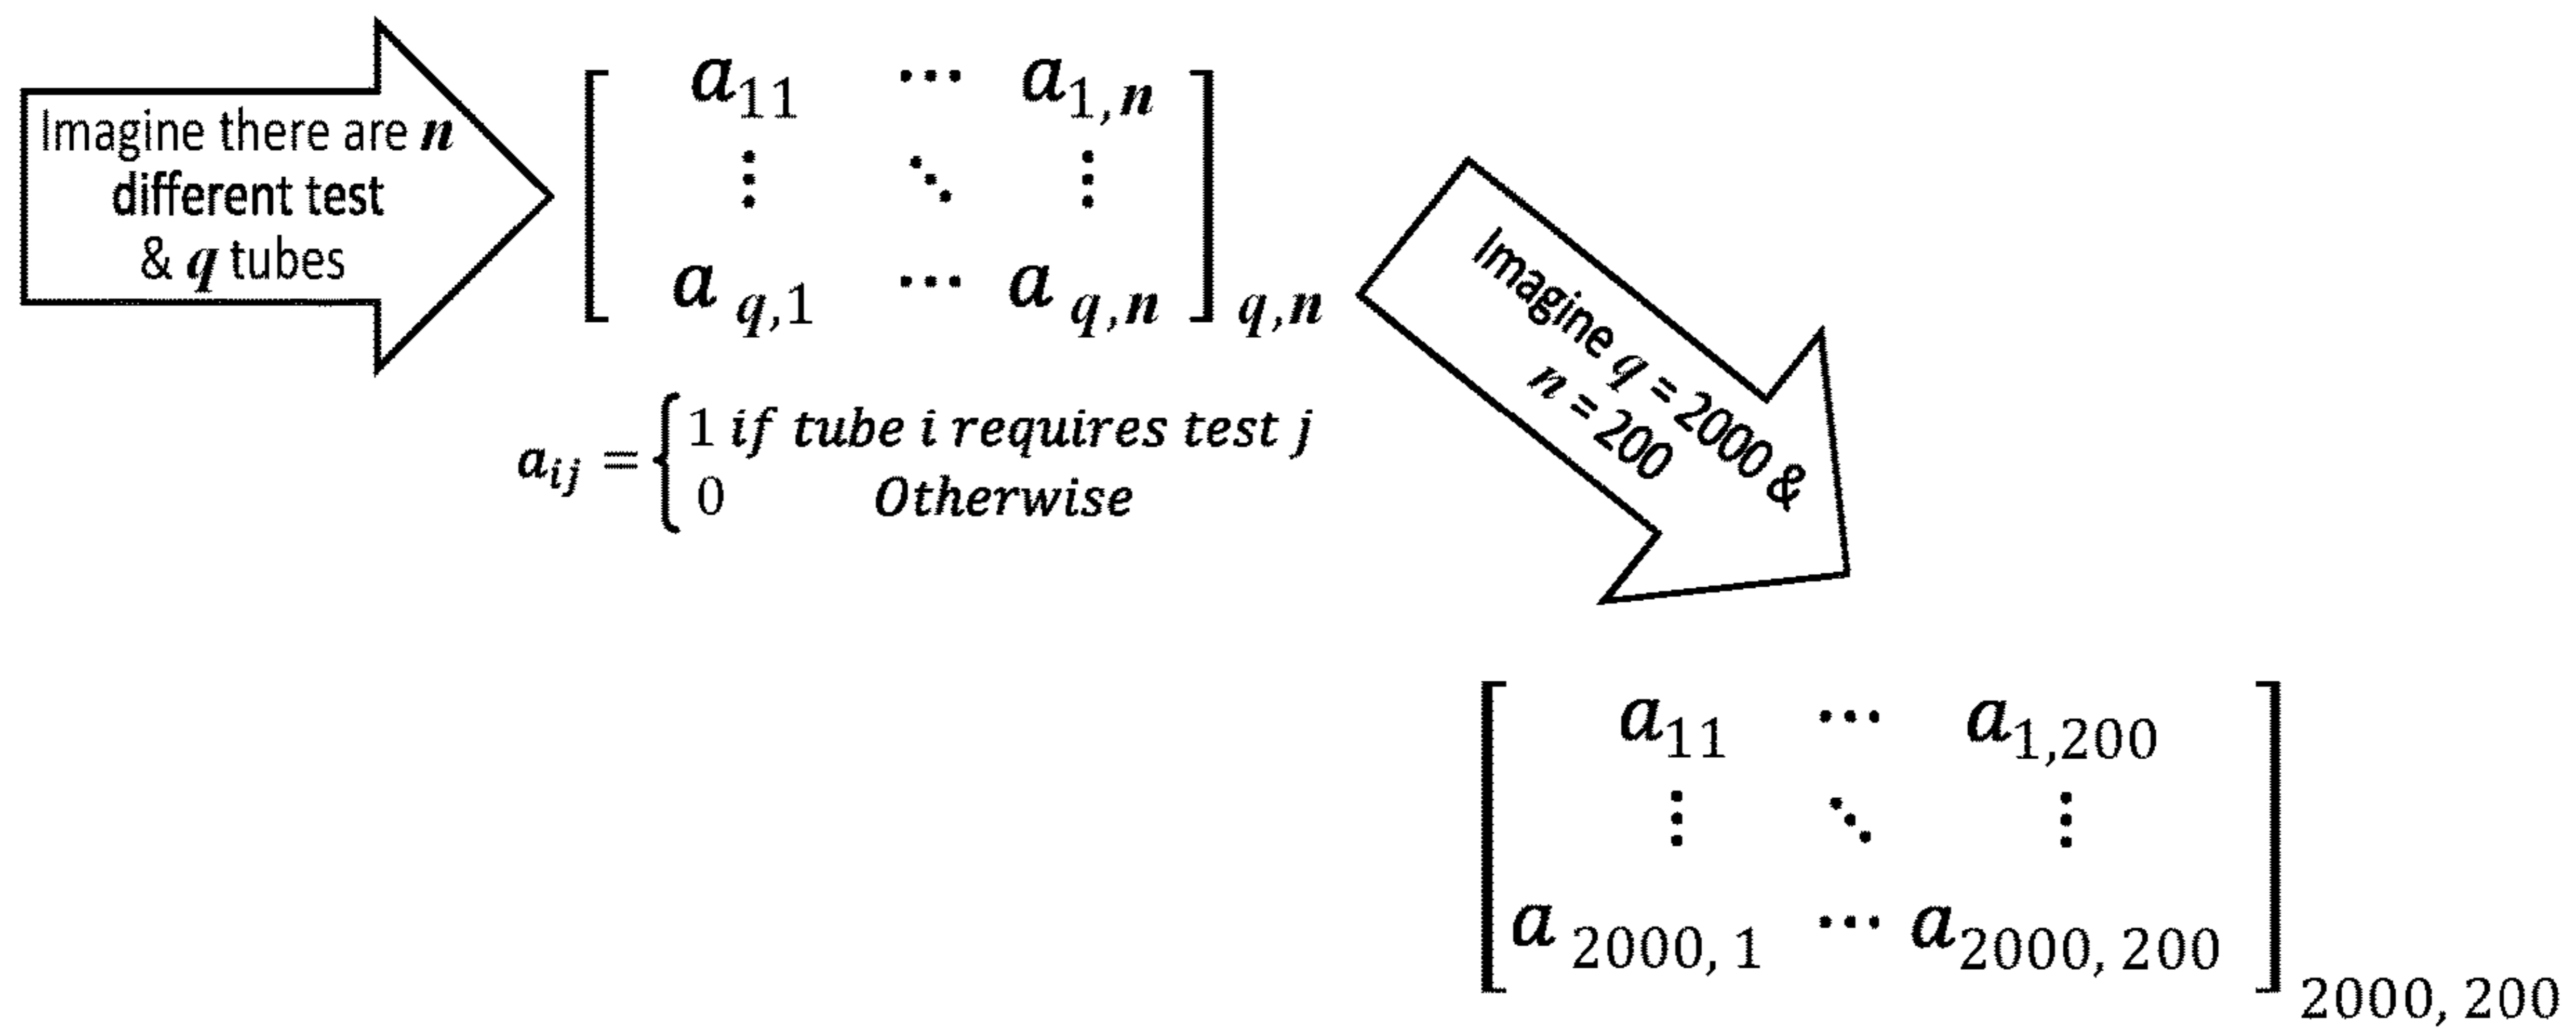 Imagine there are n
different test
& q tubes
a11 ⋯ a1,n
⋮ ⋱ ⋮
a q,1 ⋯ a q,n
q,n
aij = { 1 if tube i requires test j
0 Otherwise
Imagine q = 2000 &
n = 200
a11 ⋯ a1,200
⋮ ⋱ ⋮
a 2000, 1 ⋯ a2000, 200
2000, 200